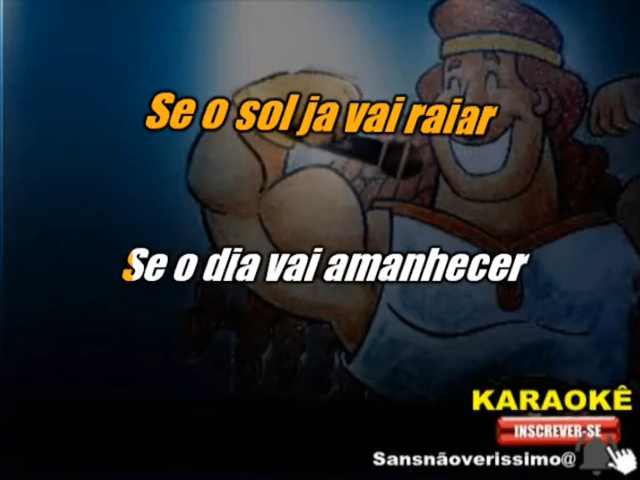 Se o sol ja vai raiar
Se o dia vai amanhecer
KARAOKÊ
INSCREVER-SE
Sansnãoverissimo@